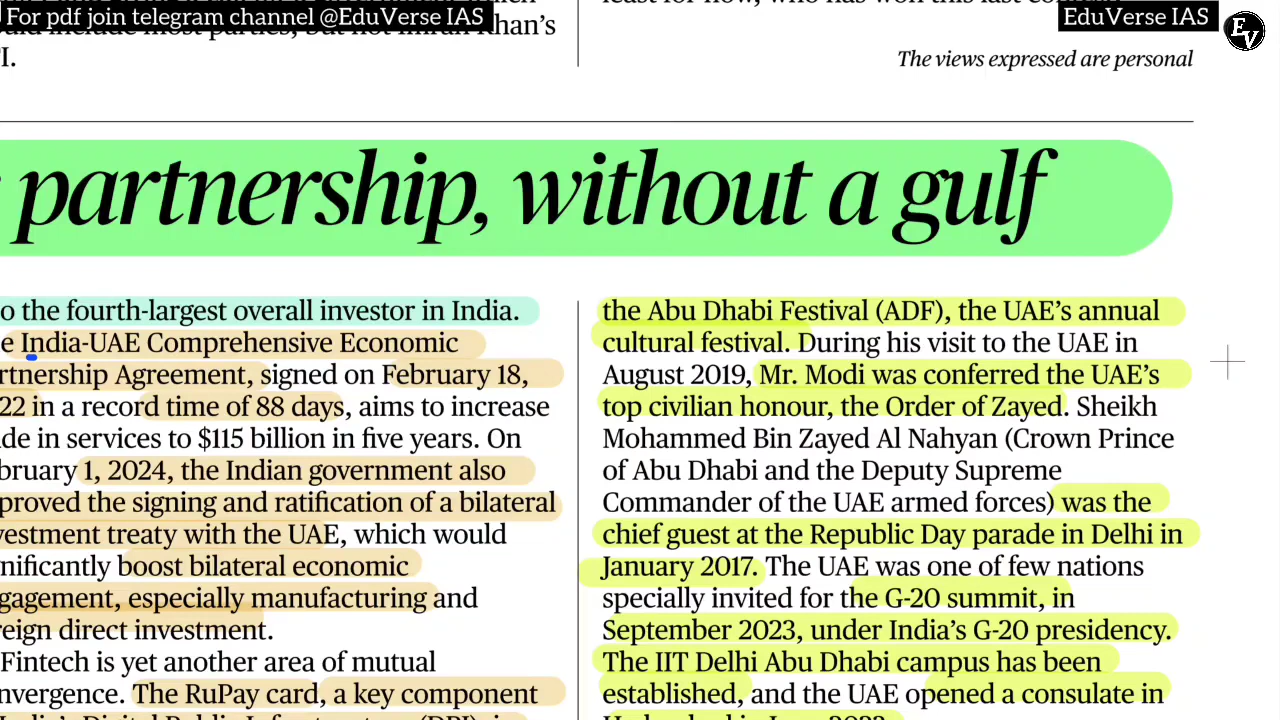 For pdf join telegram channel @EduVerse IAS
EduVerse IAS
EV
include most parties, but not Imran Khan's
I.
The views expressed are personal
partnership, without a gulf
the fourth-largest overall investor in India.
India-UAE Comprehensive Economic
Agreement, signed on February 18,
22 in a record time of 88 days, aims to increase
in services to $115 billion in five years. On
1, 2024, the Indian government also
proved the signing and ratification of a bilateral
treaty with the UAE, which would
boost bilateral economic
especially manufacturing and
direct investment.
Fintech is yet another area of mutual
The RuPay card, a key component
the Abu Dhabi Festival (ADF), the UAE's annual
cultural festival. During his visit to the UAE in
August 2019, Mr. Modi was conferred the UAE's
top civilian honour, the Order of Zayed. Sheikh
Mohammed Bin Zayed Al Nahyan (Crown Prince
of Abu Dhabi and the Deputy Supreme
Commander of the UAE armed forces) was the
chief guest at the Republic Day parade in Delhi in
January 2017. The UAE was one of few nations
specially invited for the G-20 summit, in
September 2023, under India's G-20 presidency.
The IIT Delhi Abu Dhabi campus has been
established, and the UAE opened a consulate in